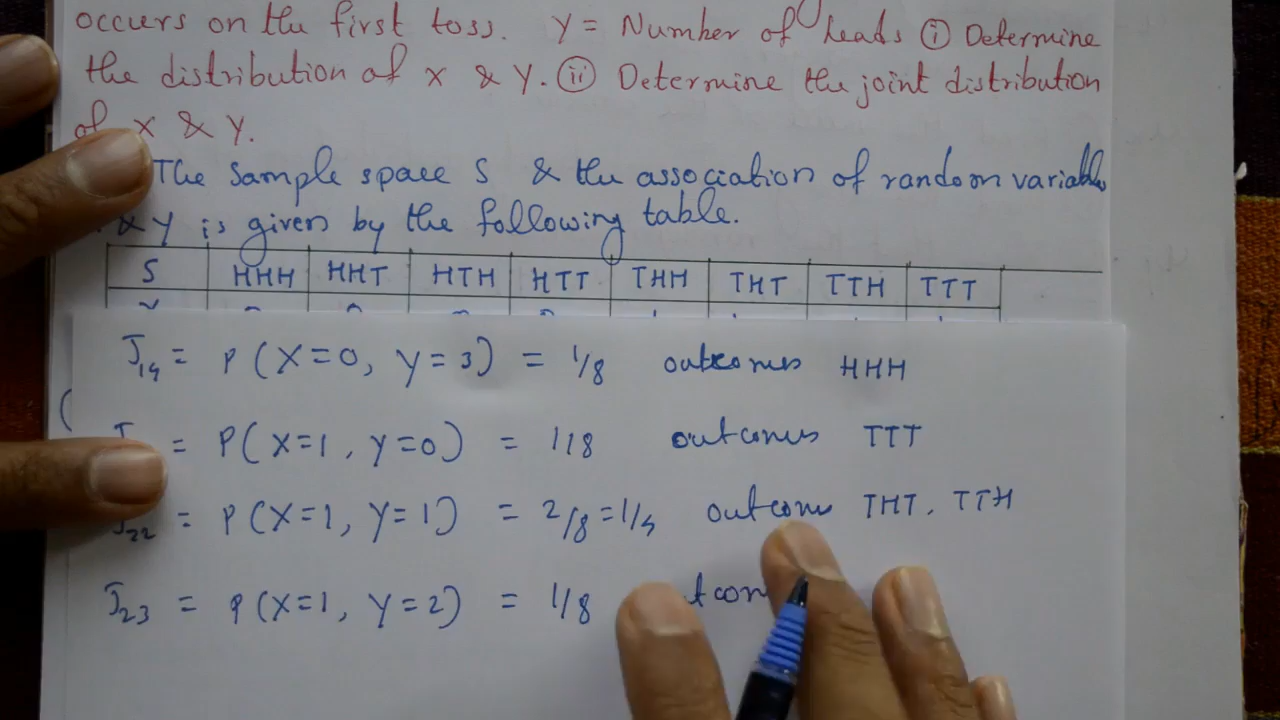 occurs on the first toss. Y = Number of heads (i) Determine
the distribution of X & Y. (ii) Determine the joint distribution
of X & Y.
The Sample space S & the association of random variables
& Y is given by the following table.
S HHH HHT HTH HTT THH THT TTH TTT
J14 = P(X=0, Y=3) = 1/8 outcomes HHH
= P(X=1, Y=0) = 1/8 outcomes TTT
J22 = P(X=1, Y=1) = 2/8 = 1/4 outcom THT, TTH
J23 = P(X=1, Y=2) = 1/8